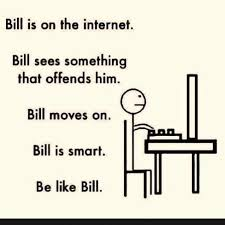 Bill is on the internet.
Bill sees something
that offends him.
Bill moves on.
Bill is smart.
Be like Bill.